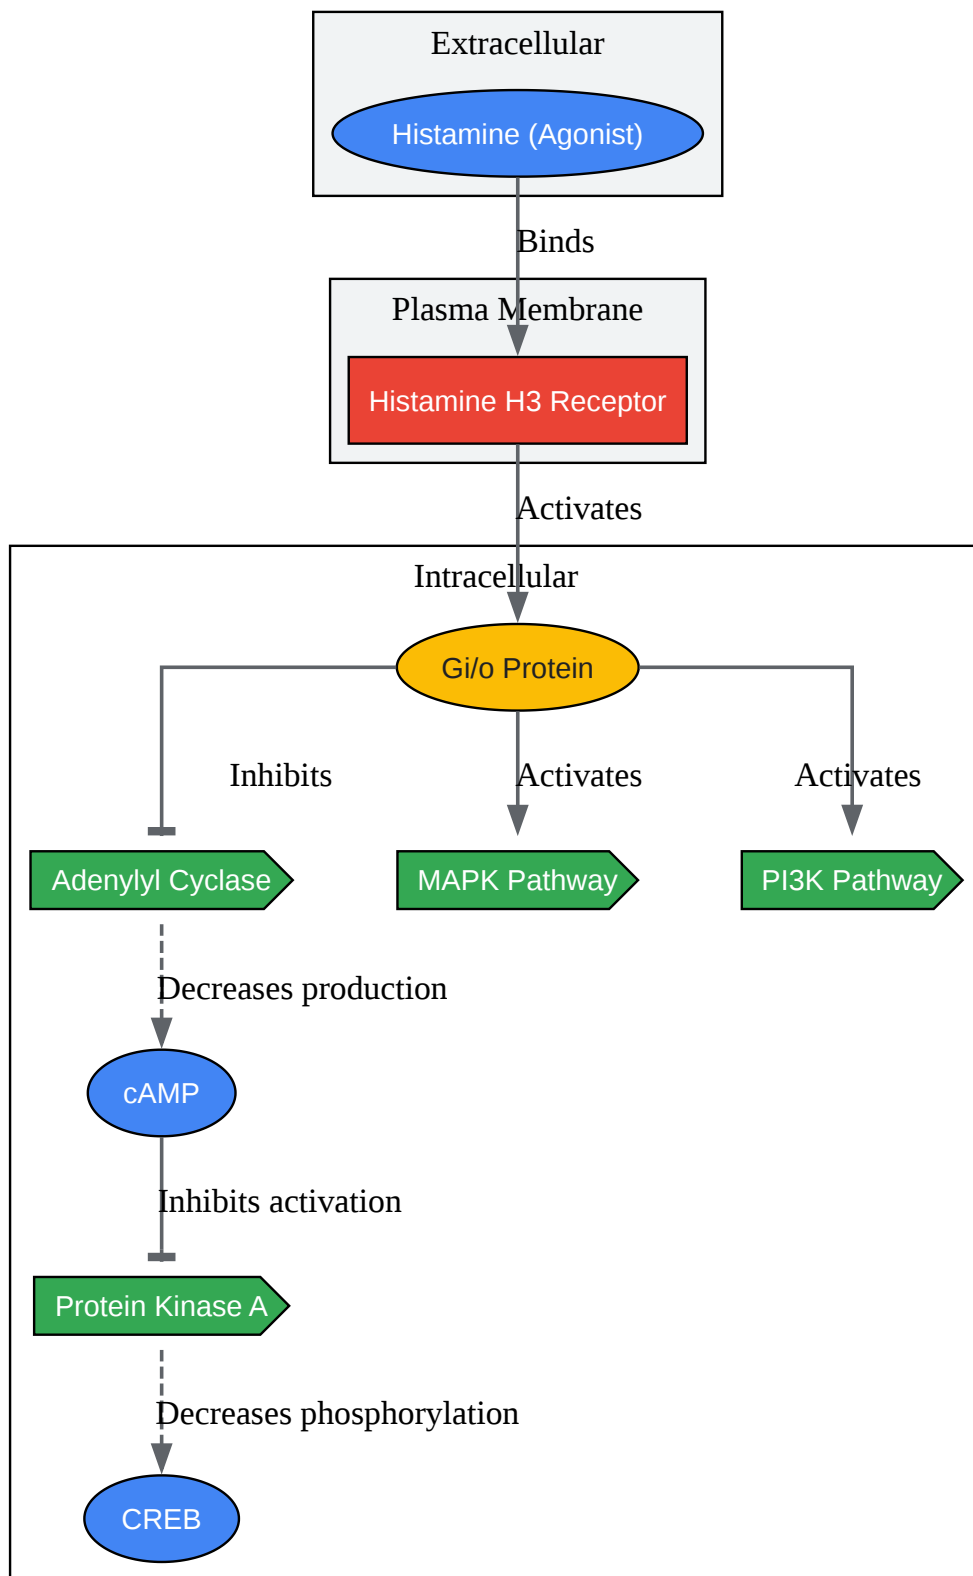 Extracellular
Histamine (Agonist)
Binds
Plasma Membrane
Histamine H3 Receptor
Activates
Intracellular
Gi/o Protein
Inhibits
Activates
Activates
Adenylyl Cyclase
MAPK Pathway
PI3K Pathway
Decreases production
cAMP
Inhibits activation
Protein Kinase A
Decreases phosphorylation
CREB